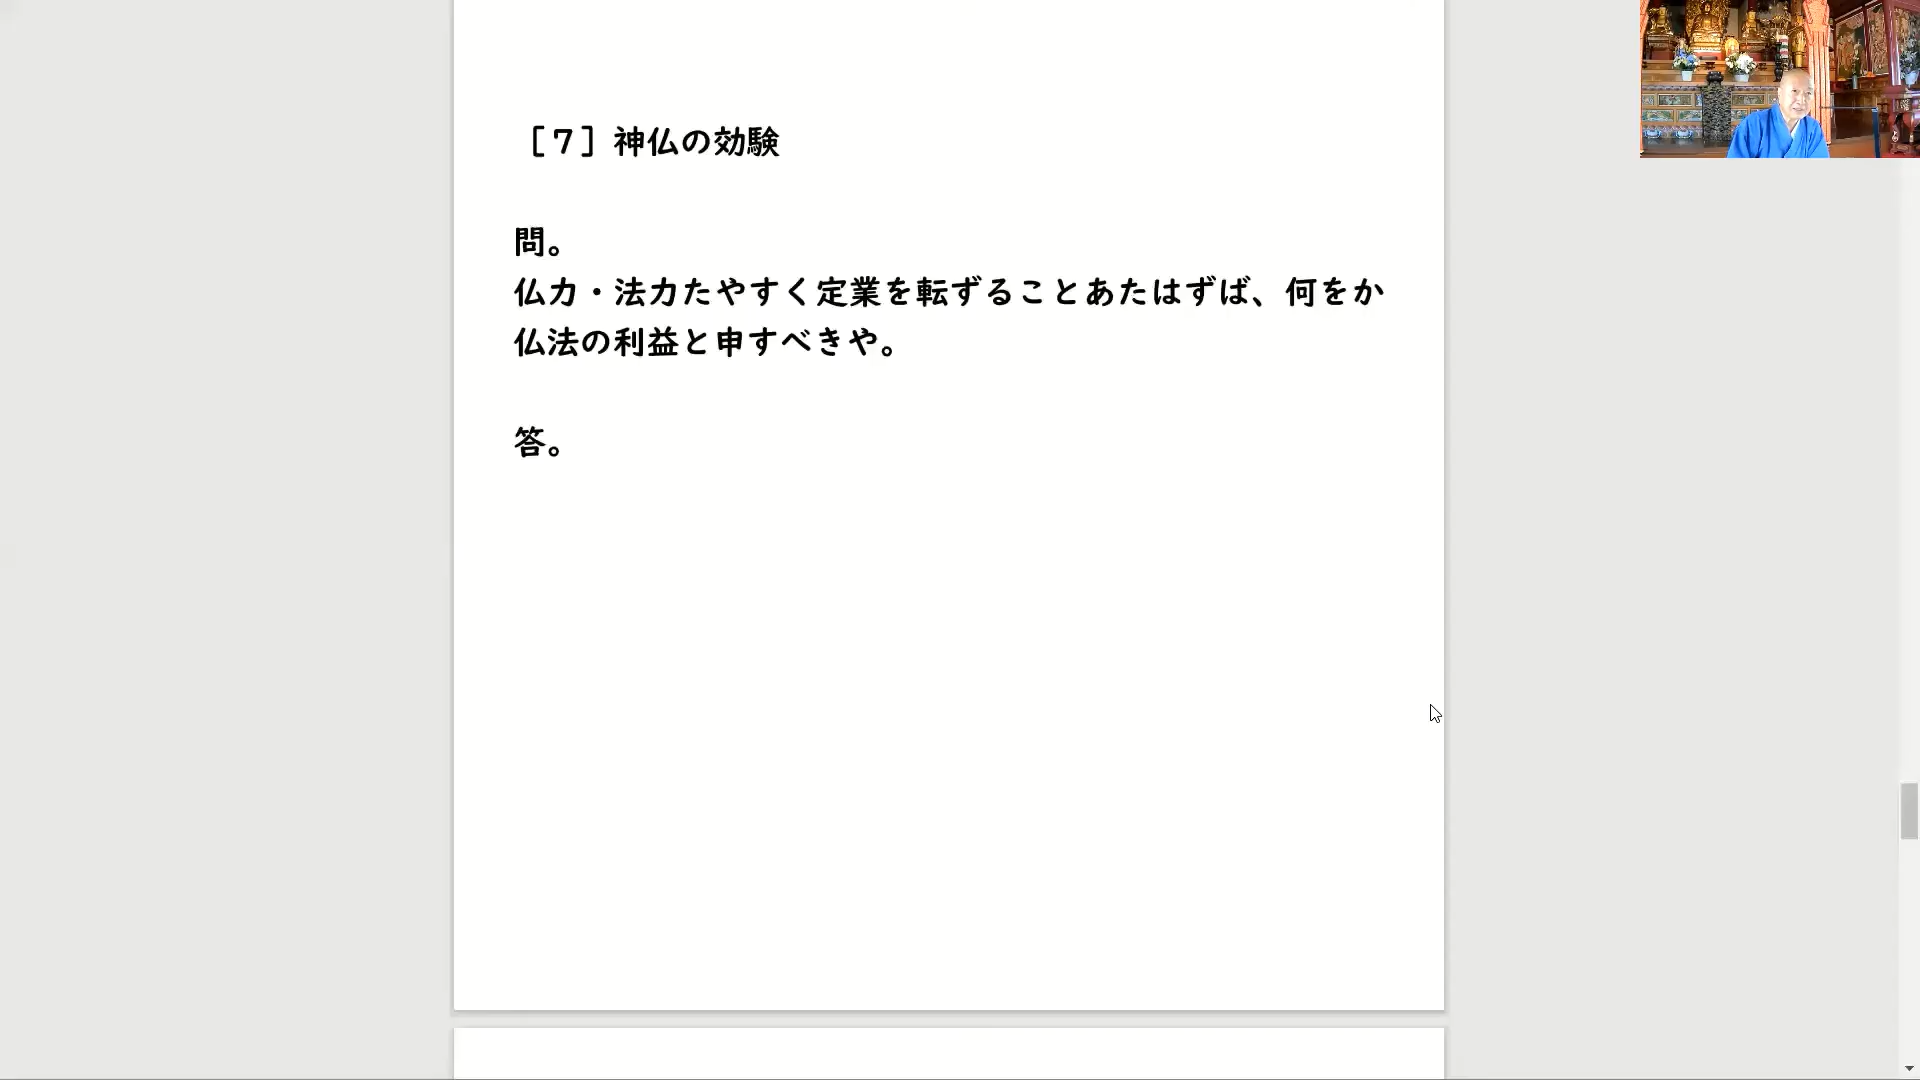 ［７］神仏の効験
問。
仏力・法力たやすく定業を転ずることあたはずば、何をか
仏法の利益と申すべきや。
答。